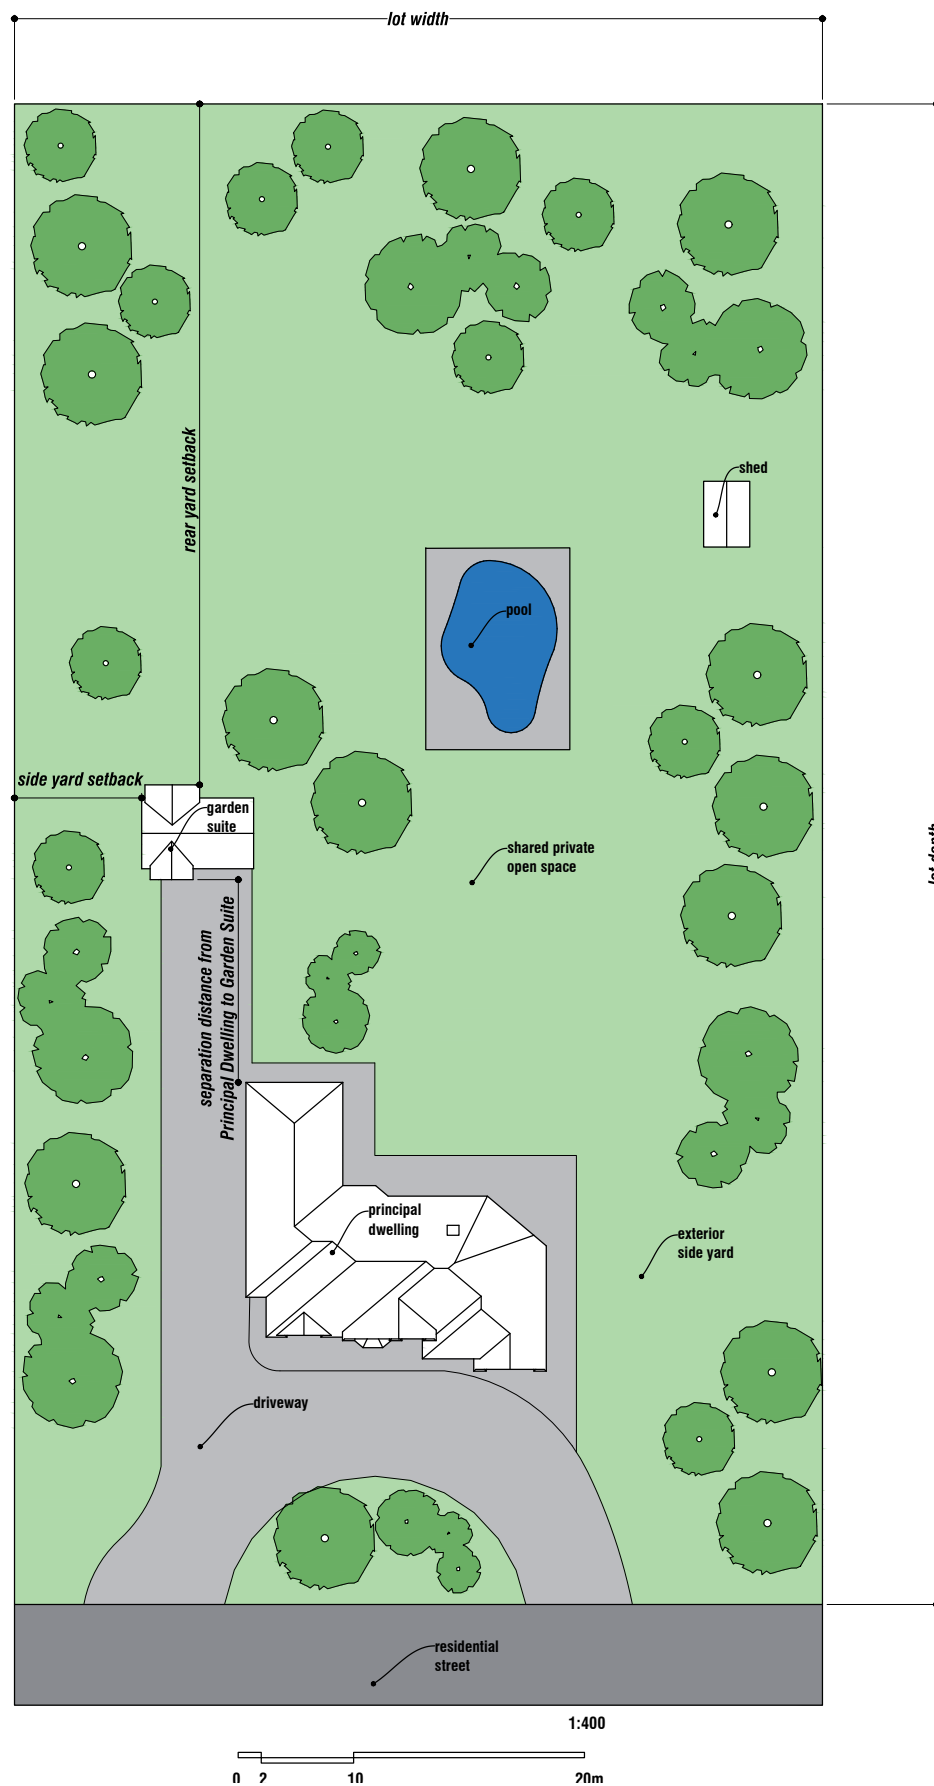 lot width
rear yard setback
shed
pool
side yard setback
garden
suite
shared private
open space
lot depth
separation distance from
Principal Dwelling to Garden Suite
principal
dwelling
exterior
side yard
driveway
residential
street
1:400
0 2 10 20m